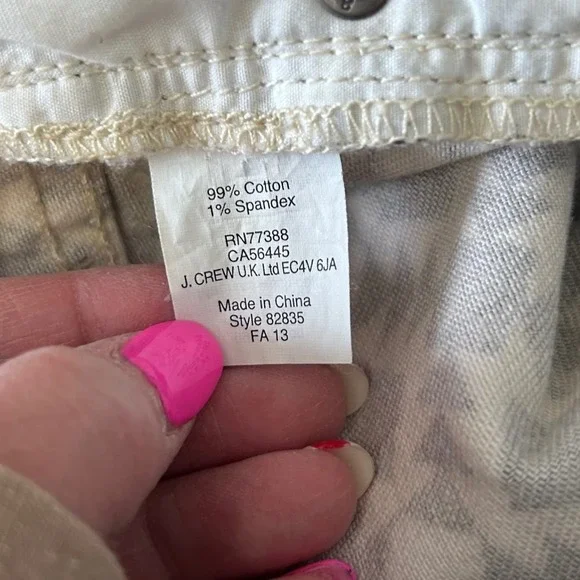 99% Cotton
1% Spandex
RN77388
CA56445
J. CREW U.K. Ltd EC4V 6JA
Made in China
Style 82835
FA 13